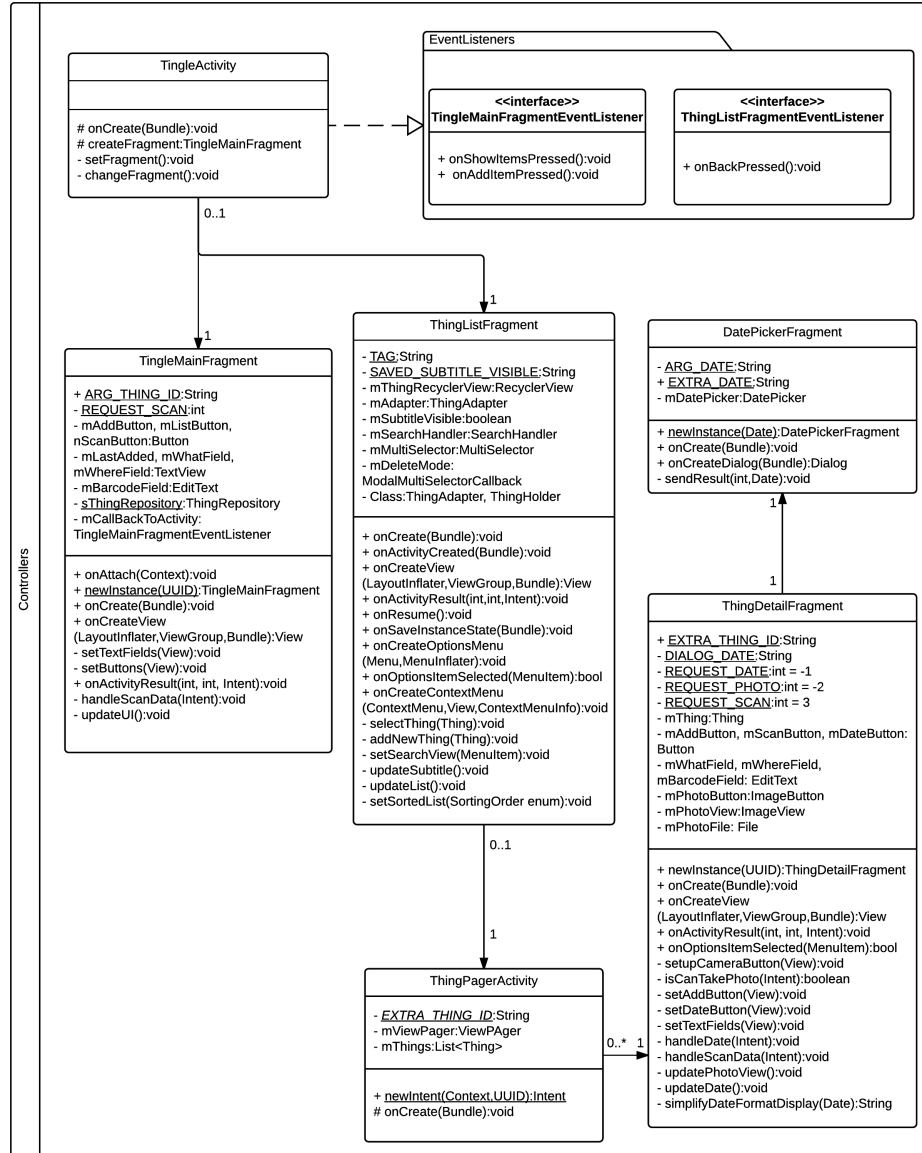 Controllers
TingleActivity
# onCreate(Bundle):void
# createFragment:TingleMainFragment
- setFragment():void
- changeFragment():void
EventListeners
<<interface>>
TingleMainFragmentEventListener
+ onShowItemsPressed():void
+ onAddItemPressed():void
<<interface>>
ThingListFragmentEventListener
+ onBackPressed():void
0..1
1
1
TingleMainFragment
+ ARG_THING_ID:String
- REQUEST_SCAN:int
- mAddButton, mListButton,
nScanButton:Button
- mLastAdded, mWhatField,
mWhereField:TextView
- mBarcodeField:EditText
- sThingRepository:ThingRepository
- mCallBackToActivity:
TingleMainFragmentEventListener
+ onAttach(Context):void
+ newInstance(UUID):TingleMainFragment
+ onCreate(Bundle):void
+ onCreateView
(LayoutInflater,ViewGroup,Bundle):View
- setTextFields(View):void
- setButtons(View):void
+ onActivityResult(int, int, Intent):void
- handleScanData(Intent):void
- updateUI():void
ThingListFragment
- TAG:String
- SAVED_SUBTITLE_VISIBLE:String
- mThingRecyclerView:RecyclerView
- mAdapter:ThingAdapter
- mSubtitleVisible:boolean
- mSearchHandler:SearchHandler
- mMultiSelector:MultiSelector
- mDeleteMode:
ModalMultiSelectorCallback
- Class:ThingAdapter, ThingHolder
+ onCreate(Bundle):void
+ onActivityCreated(Bundle):void
+ onCreateView
(LayoutInflater,ViewGroup,Bundle):View
+ onActivityResult(int,int,Intent):void
+ onResume():void
+ onSaveInstanceState(Bundle):void
+ onCreateOptionsMenu
(Menu,MenuInflater):void
+ onOptionsItemSelected(MenuItem):bool
+ onCreateContextMenu
(ContextMenu,View,ContextMenuInfo):void
- selectThing(Thing):void
- addNewThing(Thing):void
- setSearchView(MenuItem):void
- updateSubtitle():void
- updateList():void
- setSortedList(SortingOrder enum):void
DatePickerFragment
- ARG_DATE:String
+ EXTRA_DATE:String
- mDatePicker:DatePicker
+ newInstance(Date):DatePickerFragment
+ onCreate(Bundle):void
+ onCreateDialog(Bundle):Dialog
- sendResult(int,Date):void
1
1
ThingDetailFragment
+ EXTRA_THING_ID:String
- DIALOG_DATE:String
- REQUEST_DATE:int = -1
- REQUEST_PHOTO:int = -2
- REQUEST_SCAN:int = 3
- mThing:Thing
- mAddButton, mScanButton, mDateButton:
Button
- mWhatField, mWhereField,
mBarcodeField: EditText
- mPhotoButton:ImageButton
- mPhotoView:ImageView
- mPhotoFile: File
+ newInstance(UUID):ThingDetailFragment
+ onCreate(Bundle):void
+ onCreateView
(LayoutInflater,ViewGroup,Bundle):View
+ onActivityResult(int, int, Intent):void
+ onOptionsItemSelected(MenuItem):bool
- setupCameraButton(View):void
- isCanTakePhoto(Intent):boolean
- setAddButton(View):void
- setDateButton(View):void
- setTextFields(View):void
- handleDate(Intent):void
- handleScanData(Intent):void
- updatePhotoView():void
- updateDate():void
- simplifyDateFormatDisplay(Date):String
0..1
1
ThingPagerActivity
- EXTRA_THING_ID:String
- mViewPager:ViewPAger
- mThings:List<Thing>
+ newIntent(Context,UUID):Intent
# onCreate(Bundle):void
0..* 1